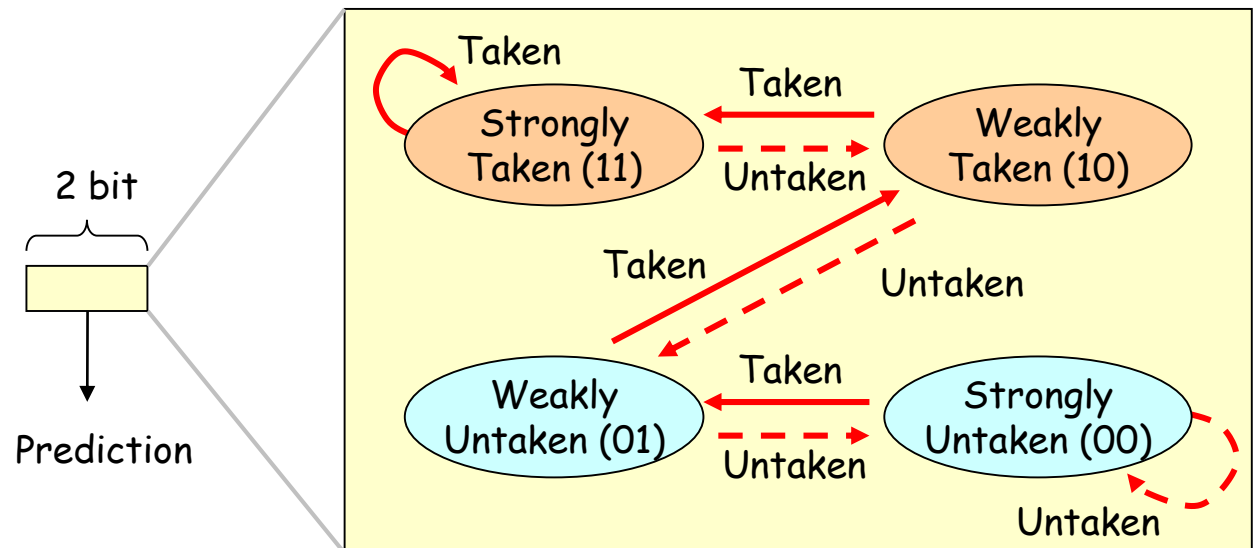 2 bit
Prediction
Taken
Strongly
Taken (11)
Taken
Untaken
Weakly
Taken (10)
Taken
Untaken
Weakly
Untaken (01)
Taken
Untaken
Strongly
Untaken (00)
Untaken